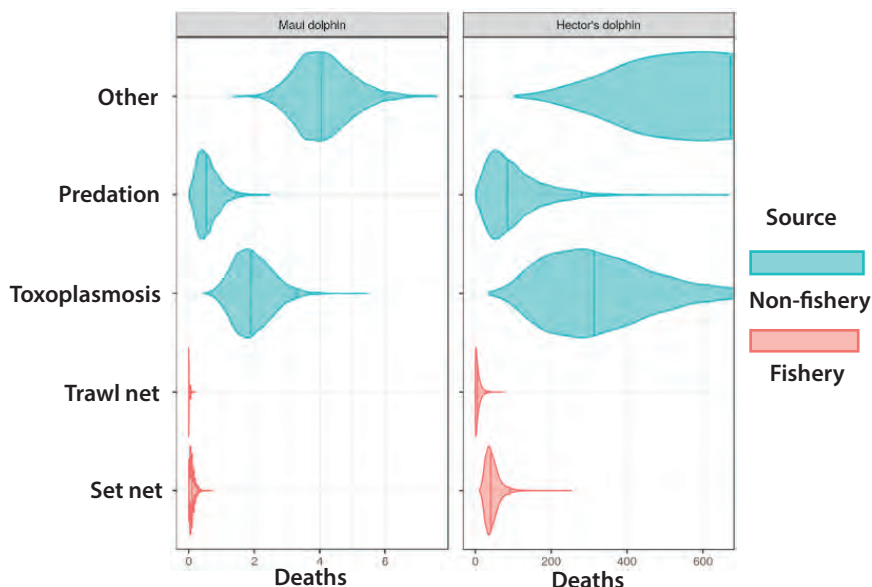 Maui dolphin
Hector's dolphin
Other
Predation
Toxoplasmosis
Trawl net
Set net
0 2 4 6
0 200 400 600
Deaths
Deaths
Source
Non-fishery
Fishery